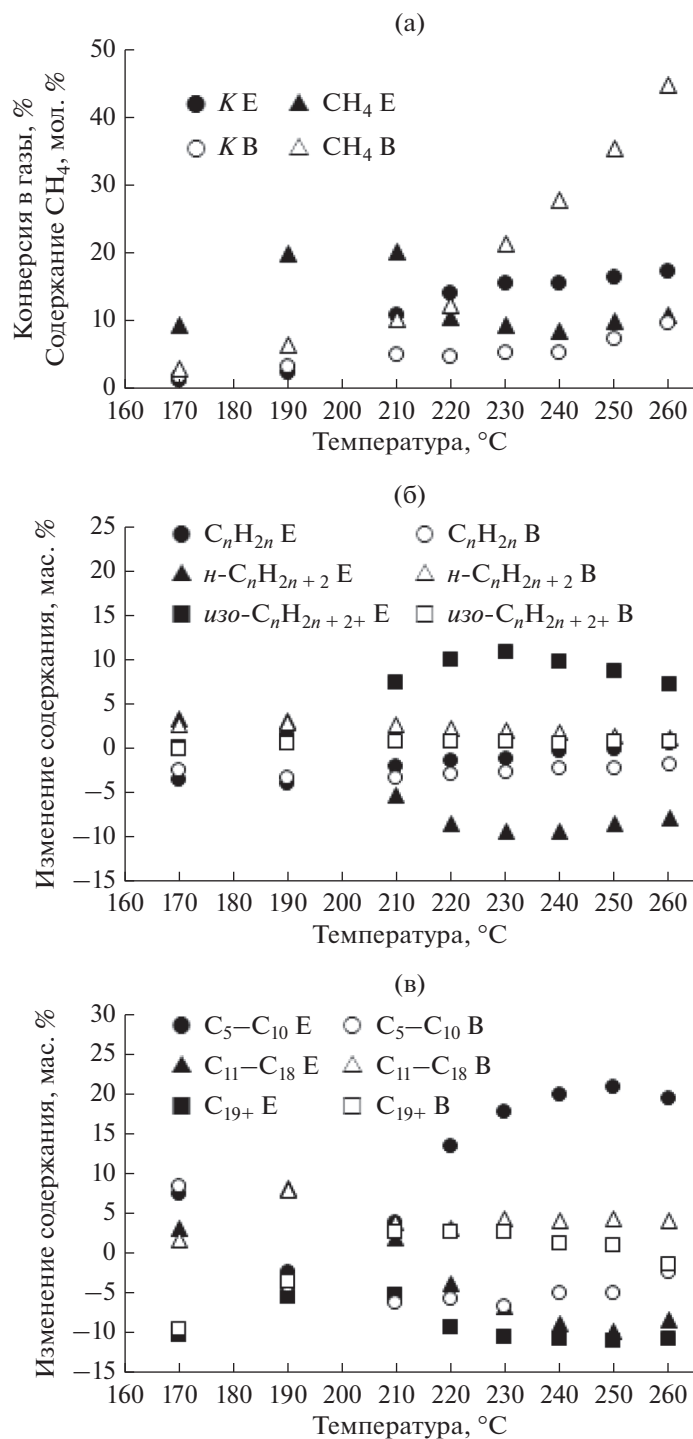 (а)
Конверсия в газы, %
Содержание CH₄, мол. %
50
40
30
20
10
0
K E
CH₄ E
K B
CH₄ B
160 170 180 190 200 210 220 230 240 250 260
Температура, °C
(б)
Изменение содержания, мас. %
25
20
15
10
5
0
−5
−10
−15
CₙH₂ₙ E
CₙH₂ₙ B
н-CₙH₂ₙ ₊ ₂ E
н-CₙH₂ₙ ₊ ₂ B
изо-CₙH₂ₙ ₊ ₂₊ E
изо-CₙH₂ₙ ₊ ₂₊ B
160 170 180 190 200 210 220 230 240 250 260
Температура, °C
(в)
Изменение содержания, мас. %
30
25
20
15
10
5
0
−5
−10
−15
C₅–C₁₀ E
C₅–C₁₀ B
C₁₁–C₁₈ E
C₁₁–C₁₈ B
C₁₉₊ E
C₁₉₊ B
160 170 180 190 200 210 220 230 240 250 260
Температура, °C